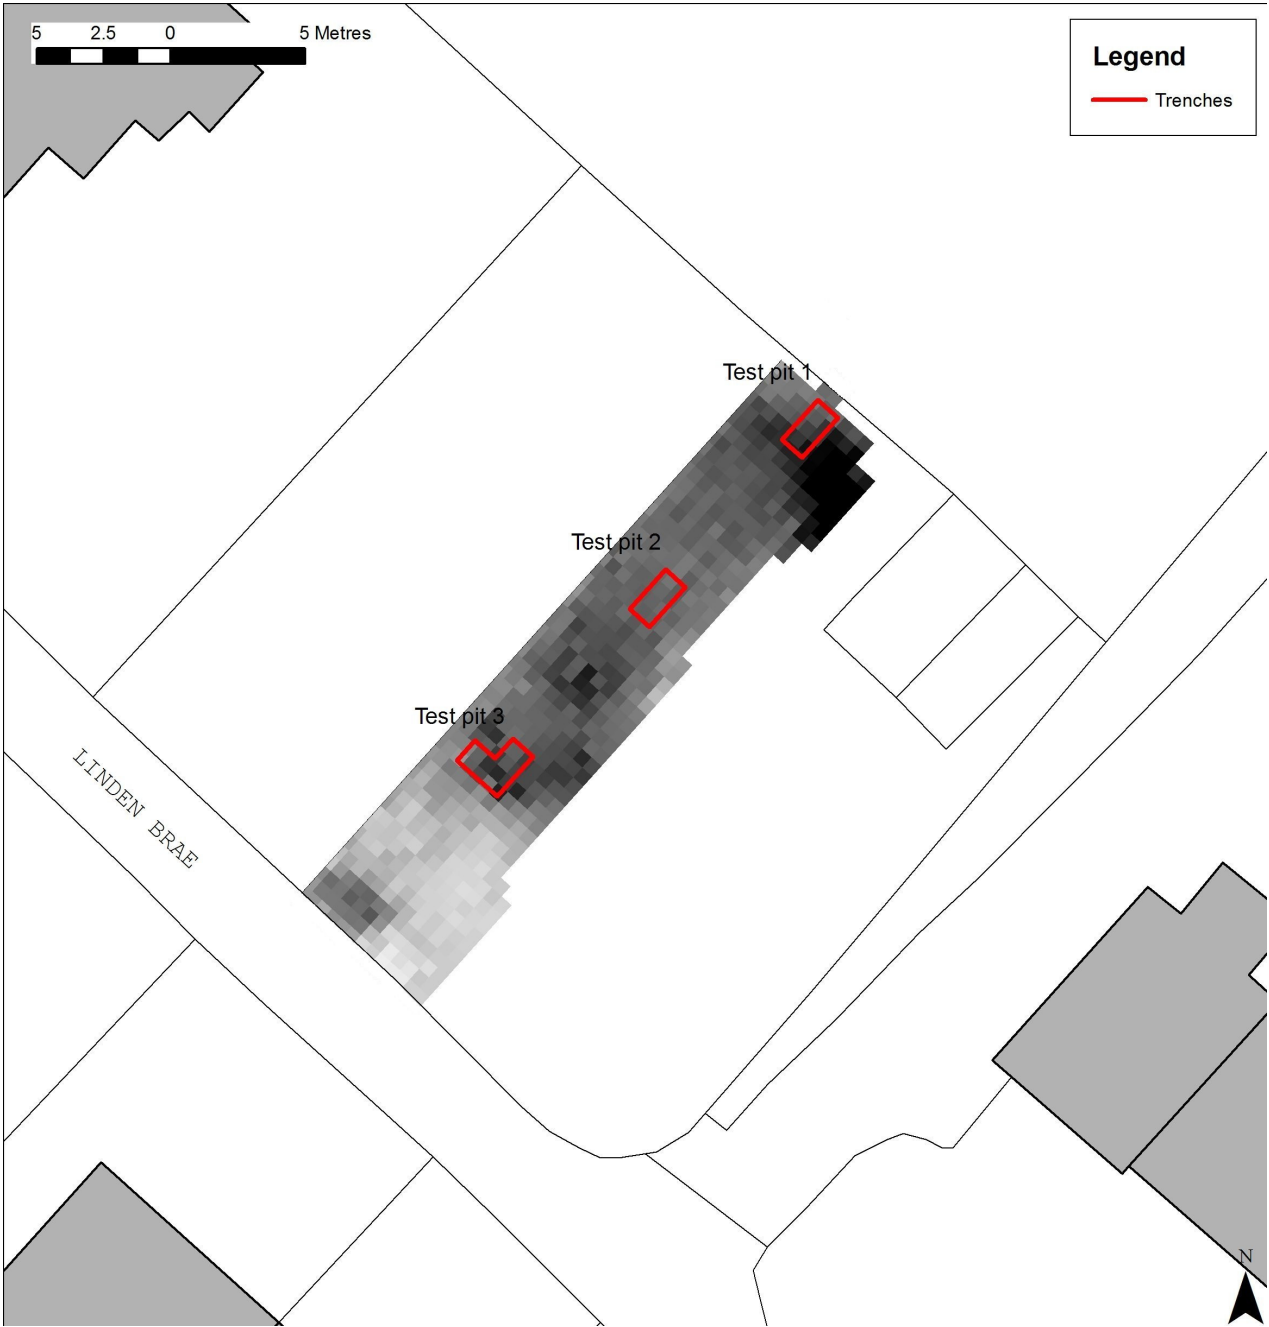 5 2.5 0 5 Metres
Legend
Trenches
Test pit 1
Test pit 2
Test pit 3
LINDEN BRAE
N